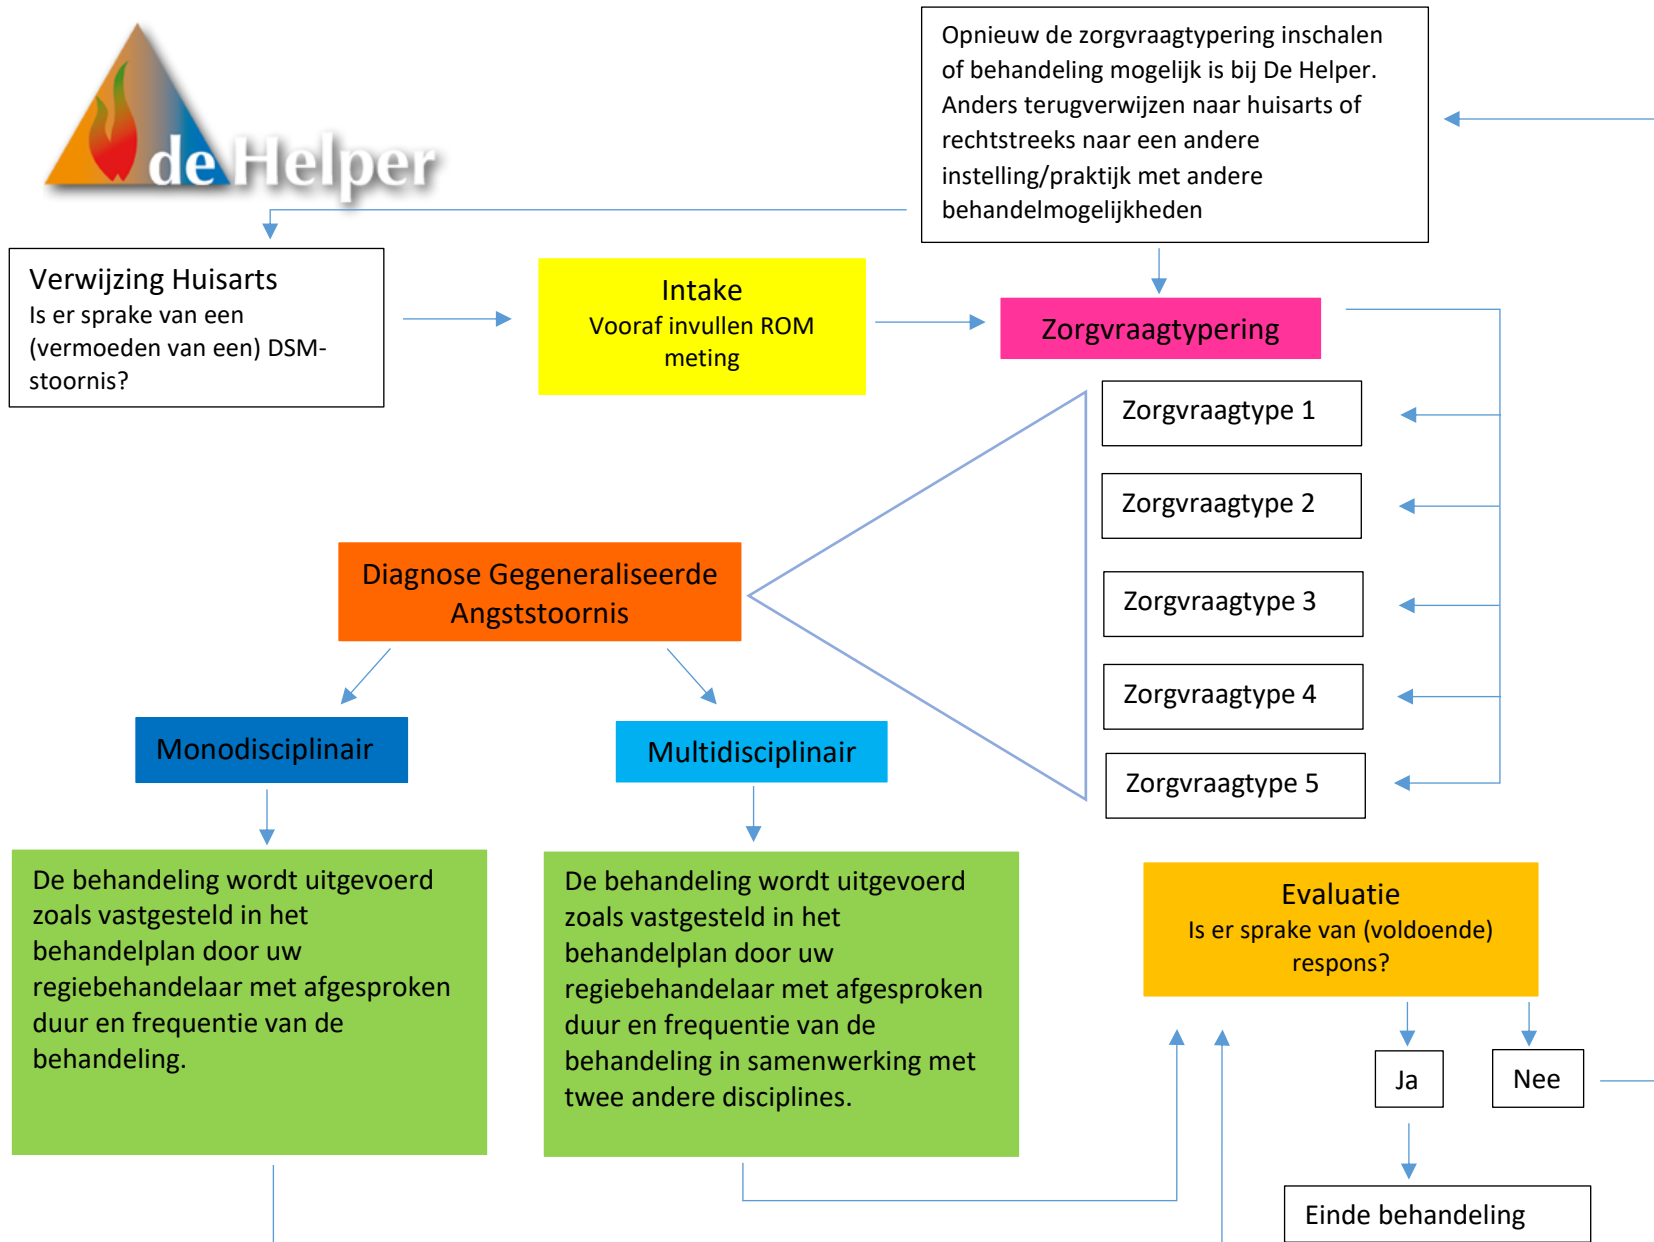 de Helper
Opnieuw de zorgvraagtypering inschalen
of behandeling mogelijk is bij De Helper.
Anders terugverwijzen naar huisarts of
rechtstreeks naar een andere
instelling/praktijk met andere
behandelmogelijkheden
Verwijzing Huisarts
Is er sprake van een
(vermoeden van een) DSM-
stoornis?
Intake
Vooraf invullen ROM
meting
Zorgvraagtypering
Zorgvraagtype 1
Zorgvraagtype 2
Zorgvraagtype 3
Zorgvraagtype 4
Zorgvraagtype 5
Diagnose Gegeneraliseerde
Angststoornis
Monodisciplinair
Multidisciplinair
De behandeling wordt uitgevoerd
zoals vastgesteld in het
behandelplan door uw
regiebehandelaar met afgesproken
duur en frequentie van de
behandeling.
De behandeling wordt uitgevoerd
zoals vastgesteld in het
behandelplan door uw
regiebehandelaar met afgesproken
duur en frequentie van de
behandeling in samenwerking met
twee andere disciplines.
Evaluatie
Is er sprake van (voldoende)
respons?
Ja
Nee
Einde behandeling